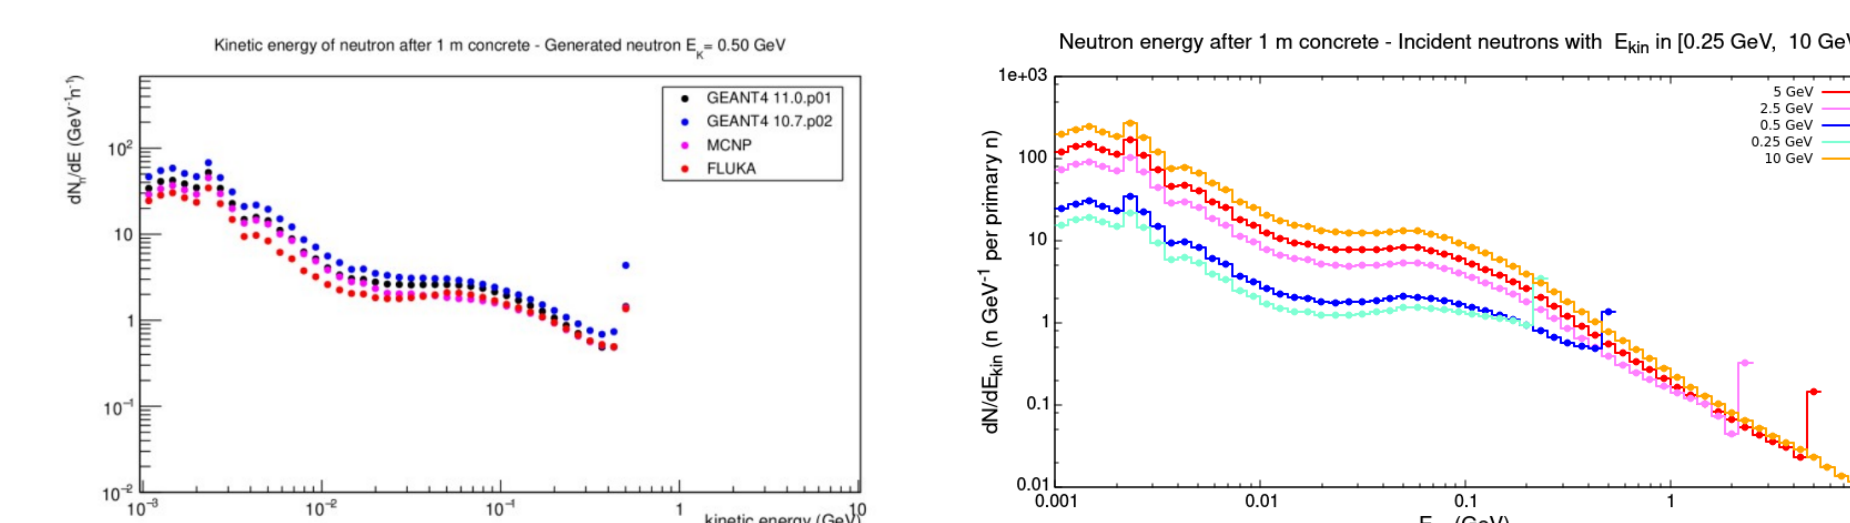 Kinetic energy of neutron after 1 m concrete - Generated neutron E_K= 0.50 GeV
dN_n/dE (GeV⁻¹n⁻¹)
GEANT4 11.0.p01
GEANT4 10.7.p02
MCNP
FLUKA
10²
10
1
10⁻¹
10⁻²
10⁻³
10⁻²
10⁻¹
1
10
kinetic energy (GeV)
Neutron energy after 1 m concrete - Incident neutrons with E_kin in [0.25 GeV, 10 GeV
dN/dE_kin (n GeV⁻¹ per primary n)
5 GeV
2.5 GeV
0.5 GeV
0.25 GeV
10 GeV
1e+03
100
10
1
0.1
0.01
0.001
0.01
0.1
1
(GeV)